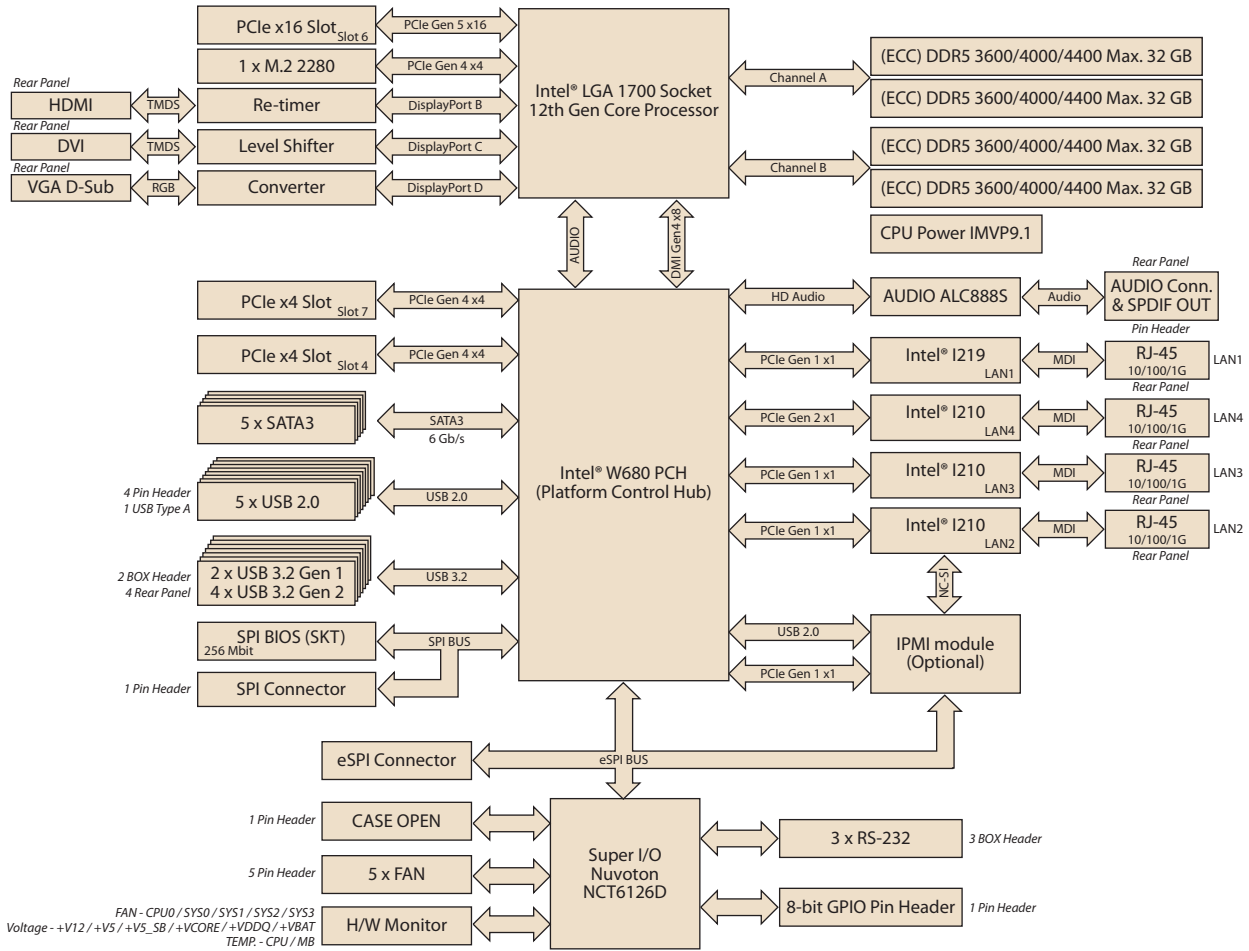 PCIe x16 Slot
Slot 6
PCIe Gen 5 x16
1 x M.2 2280
PCIe Gen 4 x4
Rear Panel
HDMI
TMDS
Re-timer
DisplayPort B
Rear Panel
DVI
TMDS
Level Shifter
DisplayPort C
Rear Panel
VGA D-Sub
RGB
Converter
DisplayPort D
Intel® LGA 1700 Socket
12th Gen Core Processor
Channel A
(ECC) DDR5 3600/4000/4400 Max. 32 GB
(ECC) DDR5 3600/4000/4400 Max. 32 GB
Channel B
(ECC) DDR5 3600/4000/4400 Max. 32 GB
(ECC) DDR5 3600/4000/4400 Max. 32 GB
CPU Power IMVP9.1
AUDIO
DMI Gen4 x8
PCIe x4 Slot
Slot 7
PCIe Gen 4 x4
PCIe x4 Slot
Slot 4
PCIe Gen 4 x4
5 x SATA3
SATA3
6 Gb/s
4 Pin Header
1 USB Type A
5 x USB 2.0
USB 2.0
2 BOX Header
4 Rear Panel
2 x USB 3.2 Gen 1
4 x USB 3.2 Gen 2
USB 3.2
SPI BIOS (SKT)
256 Mbit
SPI BUS
1 Pin Header
SPI Connector
Intel® W680 PCH
(Platform Control Hub)
HD Audio
AUDIO ALC888S
Audio
Rear Panel
AUDIO Conn.
& SPDIF OUT
Pin Header
PCIe Gen 1 x1
Intel® I219
LAN1
MDI
RJ-45
10/100/1G
LAN1
Rear Panel
PCIe Gen 2 x1
Intel® I210
LAN4
MDI
RJ-45
10/100/1G
LAN4
Rear Panel
PCIe Gen 1 x1
Intel® I210
LAN3
MDI
RJ-45
10/100/1G
LAN3
Rear Panel
PCIe Gen 1 x1
Intel® I210
LAN2
MDI
RJ-45
10/100/1G
LAN2
Rear Panel
NC-SI
USB 2.0
PCIe Gen 1 x1
IPMI module
(Optional)
eSPI Connector
eSPI BUS
1 Pin Header
CASE OPEN
5 Pin Header
5 x FAN
FAN - CPU0 / SYS0 / SYS1 / SYS2 / SYS3
Voltage - +V12 / +V5 / +V5_SB / +VCORE / +VDDQ / +VBAT
TEMP. - CPU / MB
H/W Monitor
Super I/O
Nuvoton
NCT6126D
3 x RS-232
3 BOX Header
8-bit GPIO Pin Header
1 Pin Header